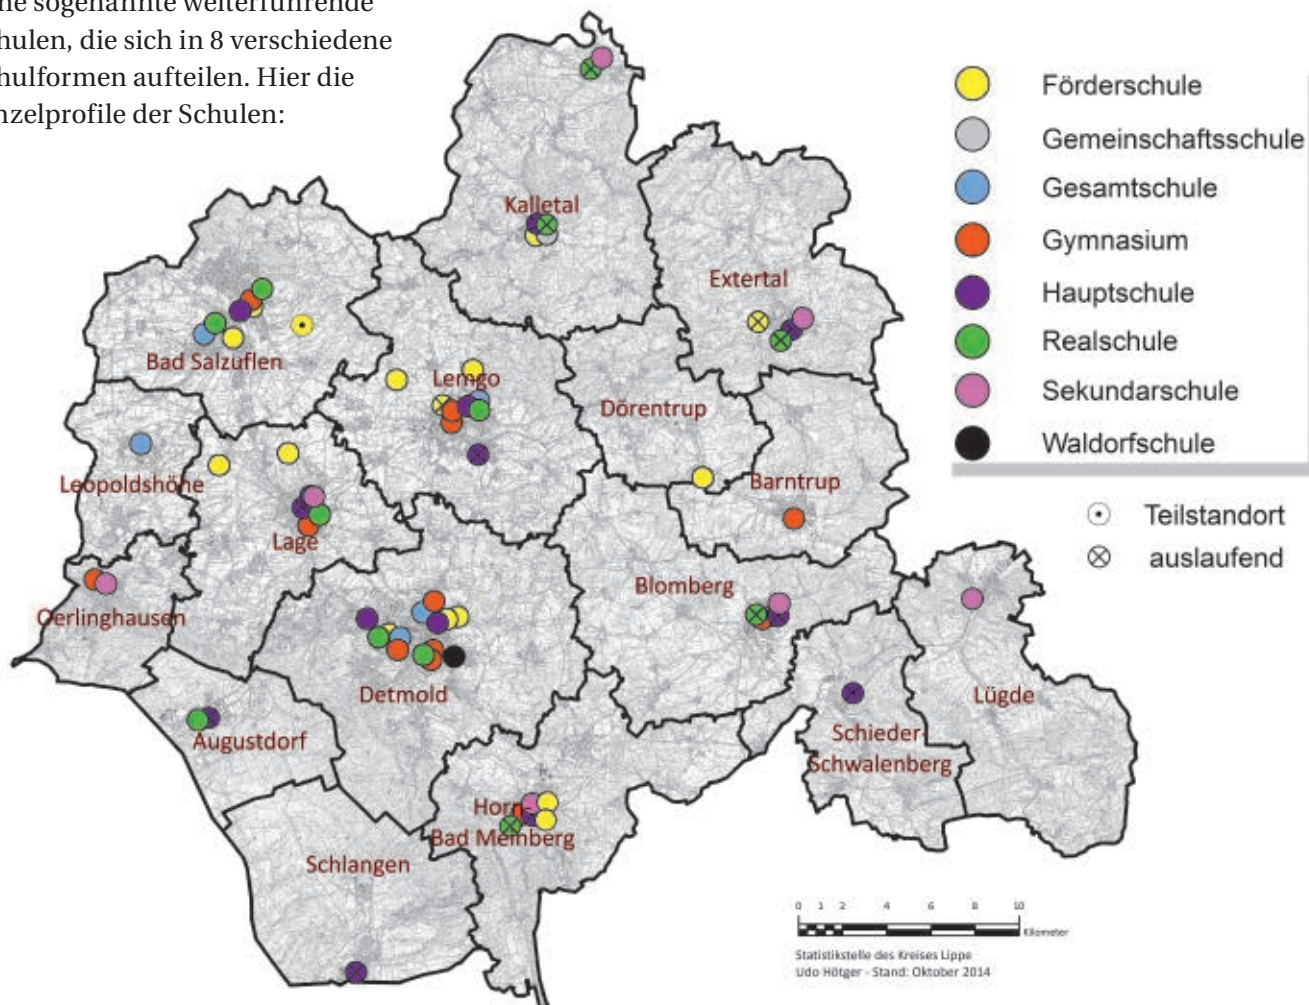 ne sogenannte weiterführende
hulen, die sich in 8 verschiedene
hulformen aufteilen. Hier die
nzelprofile der Schulen:
Förderschule
Gemeinschaftsschule
Gesamtschule
Gymnasium
Hauptschule
Realschule
Sekundarschule
Waldorfschule
Teilstandort
auslaufend
Kalletal
Extertal
Bad Salzuflen
Lemgo
Dörentrup
Barntrup
Leopoldshöhe
Lage
Oerlinghausen
Blomberg
Detmold
Lügde
Augustdorf
Schieder-
Schwalenberg
Horn-
Bad Meinberg
Schlangen
0 1 2 4 6 8 10
Kilometer
Statistikstelle des Kreises Lippe
Udo Hötger - Stand: Oktober 2014